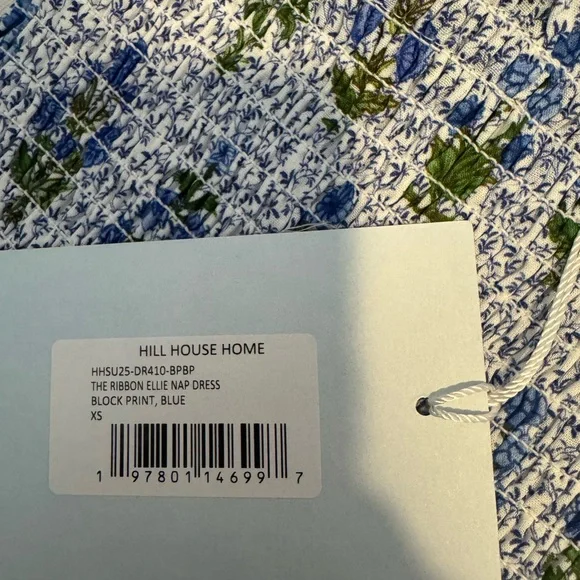 HILL HOUSE HOME
HHSU25-DR410-BPBP
THE RIBBON ELLIE NAP DRESS
BLOCK PRINT, BLUE
XS
1 97801 14699 7